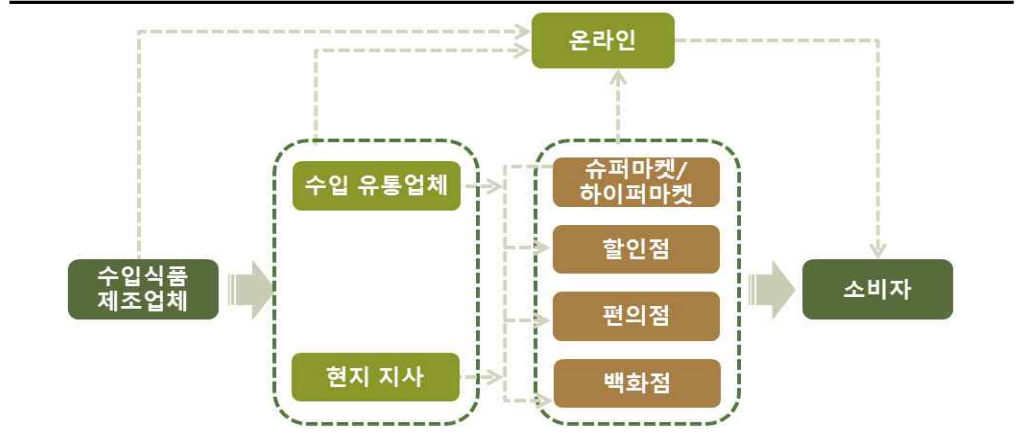 온라인
수입 유통업체
슈퍼마켓/
하이퍼마켓
할인점
수입식품
제조업체
소비자
편의점
현지 지사
백화점